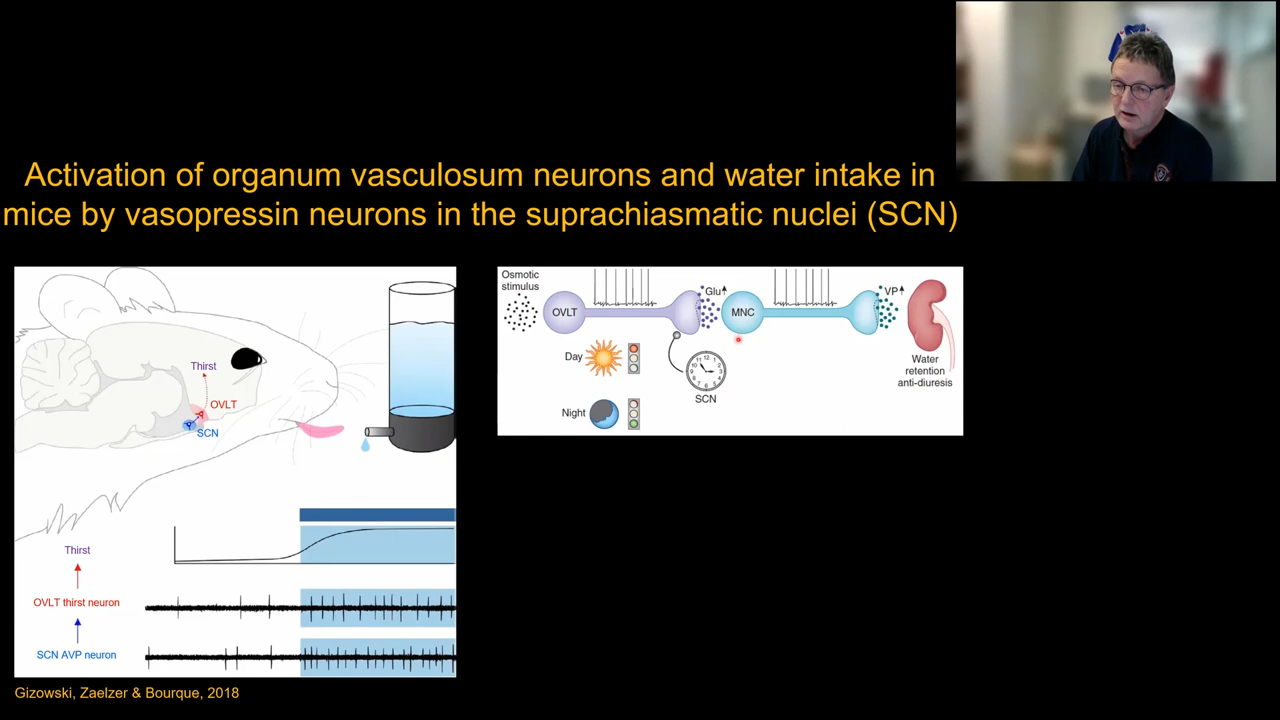 Activation of organum vasculosum neurons and water intake in
mice by vasopressin neurons in the suprachiasmatic nuclei (SCN)
Thirst
OVLT
SCN
Thirst
OVLT thirst neuron
SCN AVP neuron
Osmotic
stimulus
OVLT
Glu
MNC
VP
Day
Night
SCN
Water
retention
anti-diuresis
Gizowski, Zaelzer & Bourque, 2018